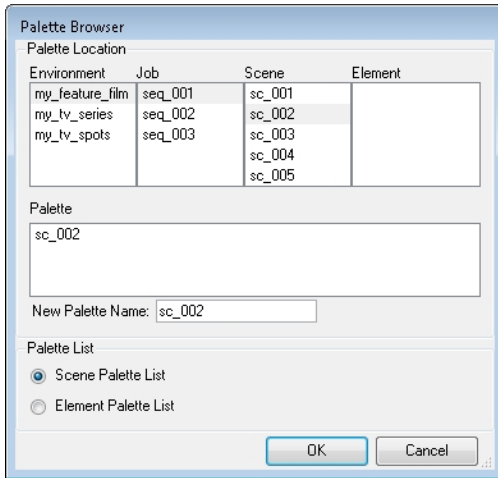 Palette Browser
Palette Location
Environment Job Scene Element
my_feature_film seq_001 sc_001
my_tv_series seq_002 sc_002
my_tv_spots seq_003 sc_003
sc_004
sc_005
Palette
sc_002
New Palette Name: sc_002
Palette List
Scene Palette List
Element Palette List
OK Cancel